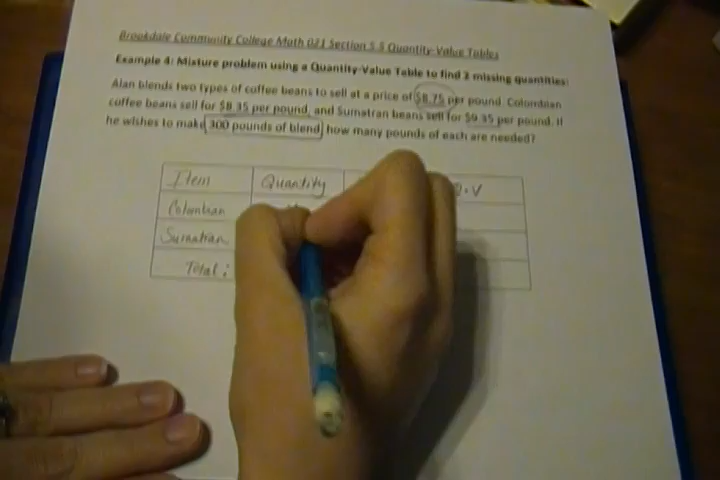 Brookdale Community College Math 021 Section 5.5 Quantity-Value Tables
Example 4: Mixture problem using a Quantity-Value Table to find 2 missing quantities:
Alan blends two types of coffee beans to sell at a price of $8.75 per pound. Colombian
coffee beans sell for $8.35 per pound, and Sumatran beans sell for $9.35 per pound. If
he wishes to make 300 pounds of blend, how many pounds of each are needed?
Item Quantity Q·V
Colombian
Sumatran
Total: